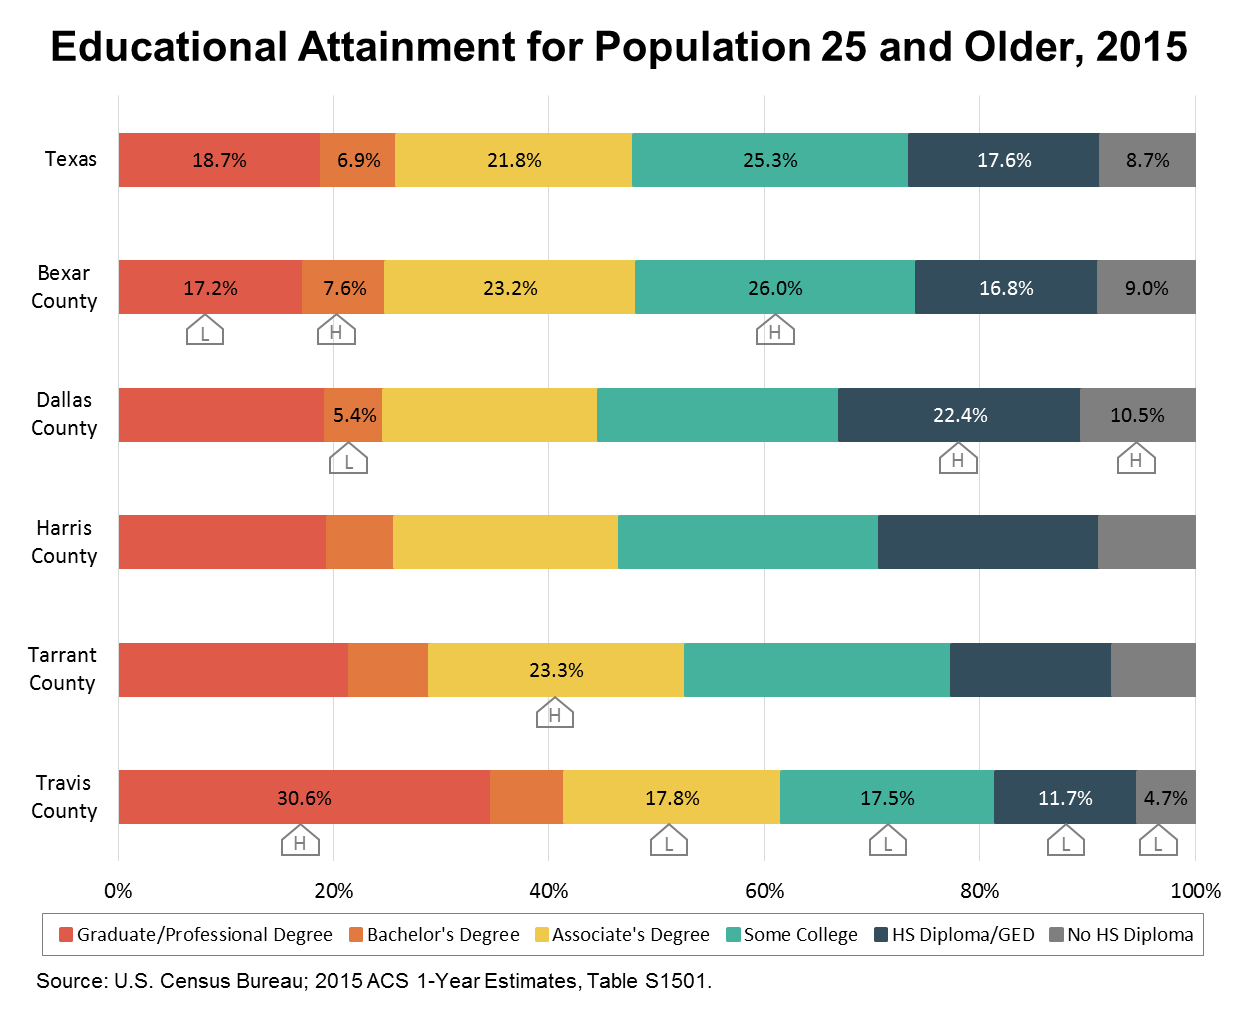 Educational Attainment for Population 25 and Older, 2015
Texas
18.7% 6.9% 21.8% 25.3% 17.6% 8.7%
Bexar
County
17.2% 7.6% 23.2% 26.0% 16.8% 9.0%
L H H
Dallas
County
5.4% 22.4% 10.5%
L H H
Harris
County
Tarrant
County
23.3%
H
Travis
County
30.6% 17.8% 17.5% 11.7% 4.7%
H L L L L
0% 20% 40% 60% 80% 100%
Graduate/Professional Degree Bachelor's Degree Associate's Degree Some College HS Diploma/GED No HS Diploma
Source: U.S. Census Bureau; 2015 ACS 1-Year Estimates, Table S1501.